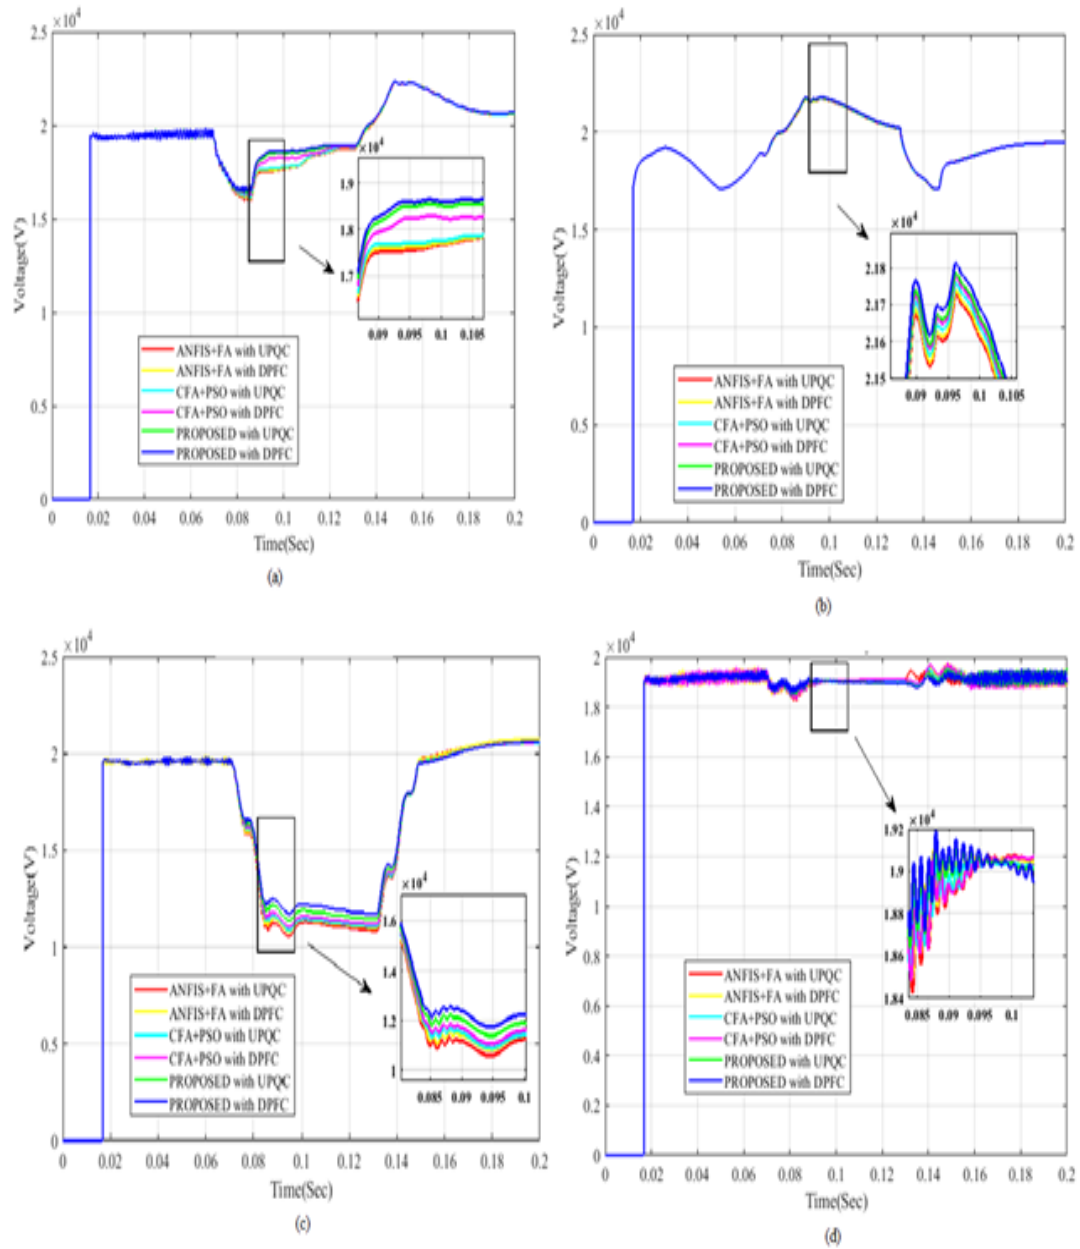 ×10⁴
2.5
2
1.5
1
0.5
0
Voltage(V)
×10⁴
1.9
1.8
1.7
0.09 0.095 0.1 0.105
ANFIS+FA with UPQC
ANFIS+FA with DPFC
CFA+PSO with UPQC
CFA+PSO with DPFC
PROPOSED with UPQC
PROPOSED with DPFC
0 0.02 0.04 0.06 0.08 0.1 0.12 0.14 0.16 0.18 0.2
Time(Sec)
(a)
×10⁴
2.5
2
1.5
1
0.5
0
Voltage(V)
×10⁴
2.18
2.17
2.16
2.15
0.09 0.095 0.1 0.105
ANFIS+FA with UPQC
ANFIS+FA with DPFC
CFA+PSO with UPQC
CFA+PSO with DPFC
PROPOSED with UPQC
PROPOSED with DPFC
0 0.02 0.04 0.06 0.08 0.1 0.12 0.14 0.16 0.18 0.2
Time(Sec)
(b)
×10⁴
2.5
2
1.5
1
0.5
0
Voltage(V)
×10⁴
1.6
1.4
1.2
1
0.085 0.09 0.095 0.1
ANFIS+FA with UPQC
ANFIS+FA with DPFC
CFA+PSO with UPQC
CFA+PSO with DPFC
PROPOSED with UPQC
PROPOSED with DPFC
0 0.02 0.04 0.06 0.08 0.1 0.12 0.14 0.16 0.18 0.2
Time(Sec)
(c)
×10⁴
2
1.8
1.6
1.4
1.2
1
0.8
0.6
0.4
0.2
0
Voltage(V)
×10⁴
1.92
1.9
1.88
1.86
1.84
0.085 0.09 0.095 0.1
ANFIS+FA with UPQC
ANFIS+FA with DPFC
CFA+PSO with UPQC
CFA+PSO with DPFC
PROPOSED with UPQC
PROPOSED with DPFC
0 0.02 0.04 0.06 0.08 0.1 0.12 0.14 0.16 0.18 0.2
Time(Sec)
(d)